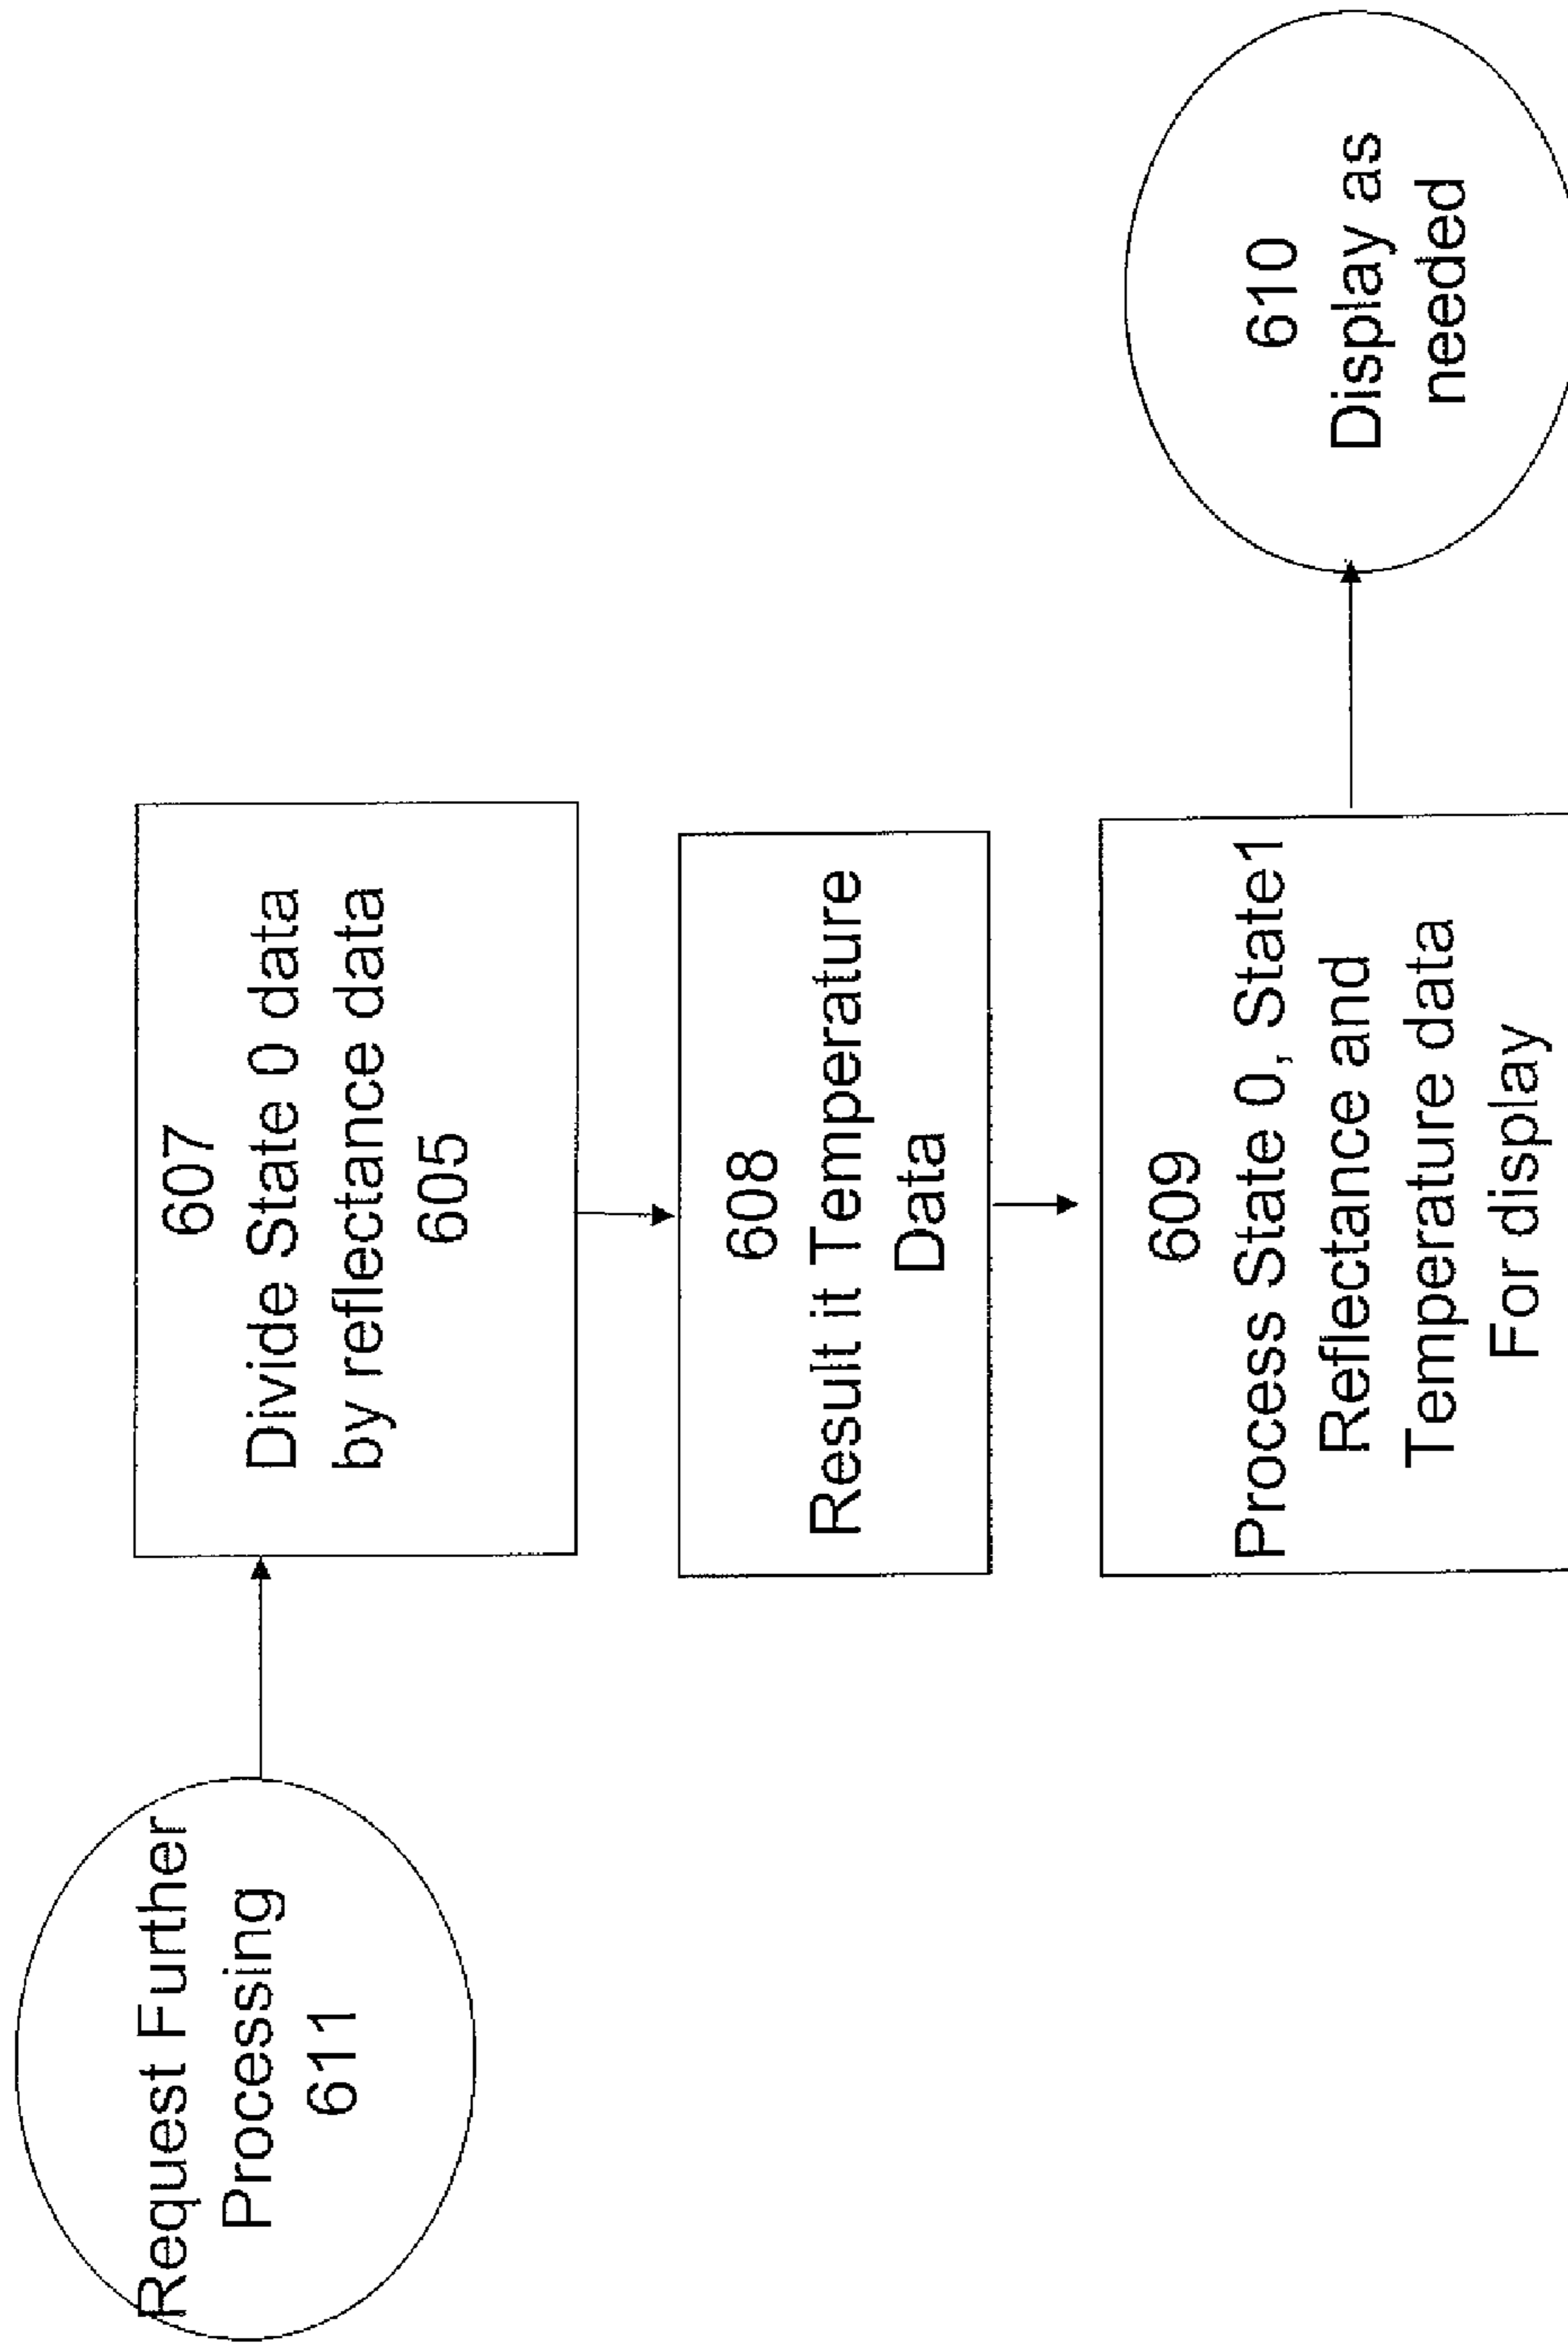 Request Further
Processing
611
607
Divide State 0 data
by reflectance data
605
608
Result it Temperature
Data
609
Process State 0, State1
Reflectance and
Temperature data
For display
610
Display as
needed